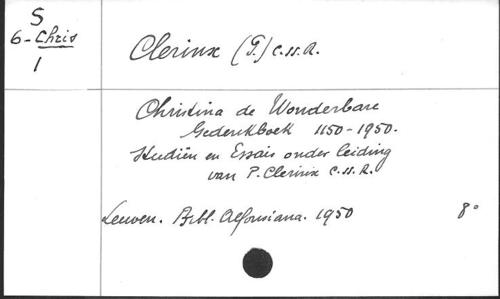 S
6-Chris
1
Clerinx (P.) c.ss.R.
Christina de Wonderbare
Gedenkboek 1150-1950.
Studiën en Essais onder leiding
van P. Clerinx C.ss.R.
Leuven. Bibl. Alfonsiana. 1950 8°